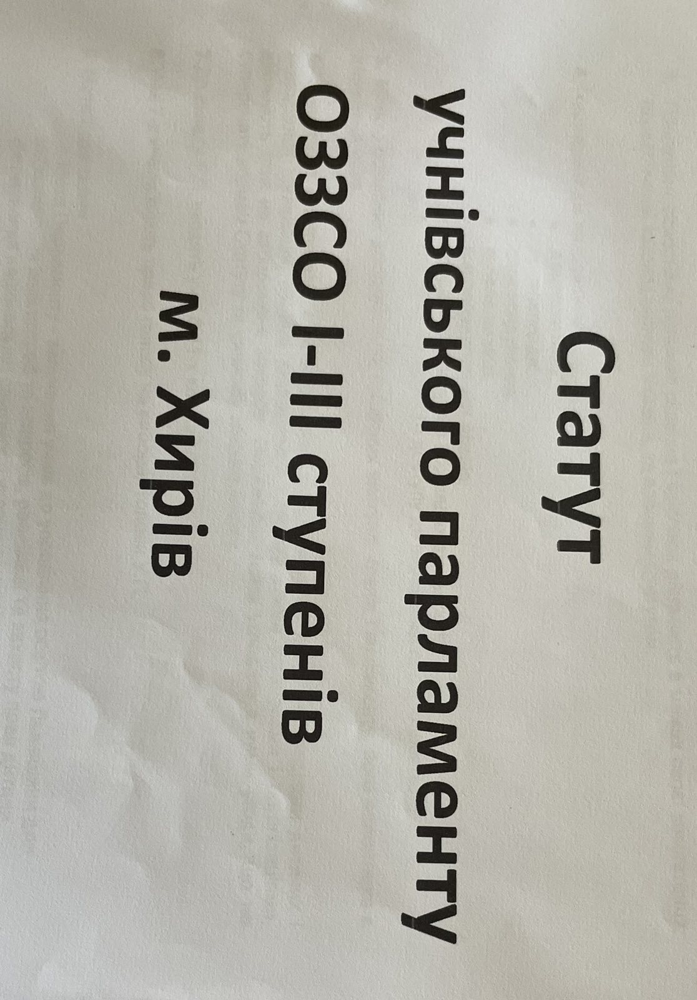 Статут
учнівського парламенту
ОЗЗСО І-ІІІ ступенів
м. Хирів